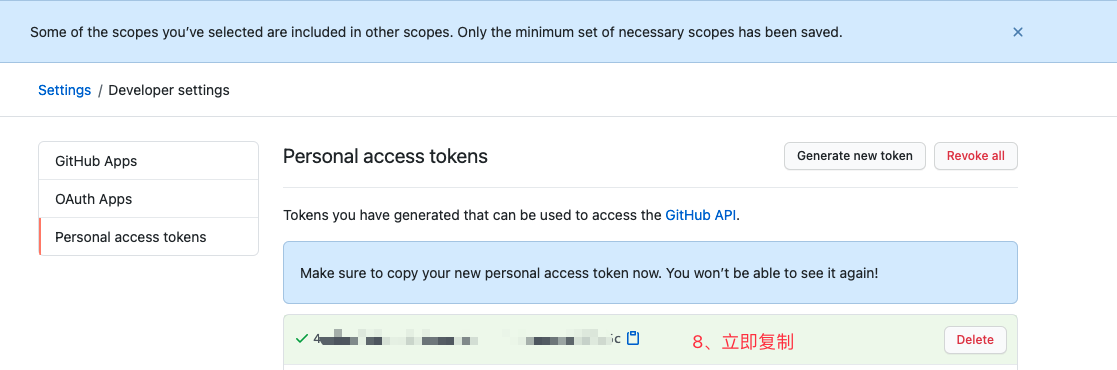 Some of the scopes you've selected are included in other scopes. Only the minimum set of necessary scopes has been saved.
Settings / Developer settings
GitHub Apps
OAuth Apps
Personal access tokens
Personal access tokens
Generate new token
Revoke all
Tokens you have generated that can be used to access the GitHub API.
Make sure to copy your new personal access token now. You won't be able to see it again!
8、立即复制
Delete